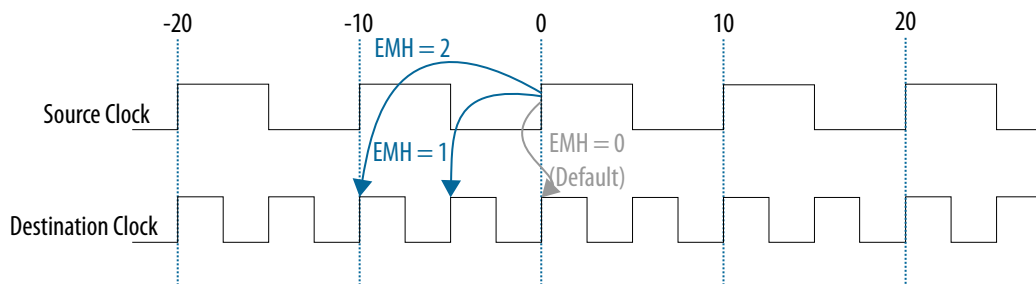 -20 -10 0 10 20
EMH = 2
Source Clock
EMH = 1
EMH = 0
(Default)
Destination Clock